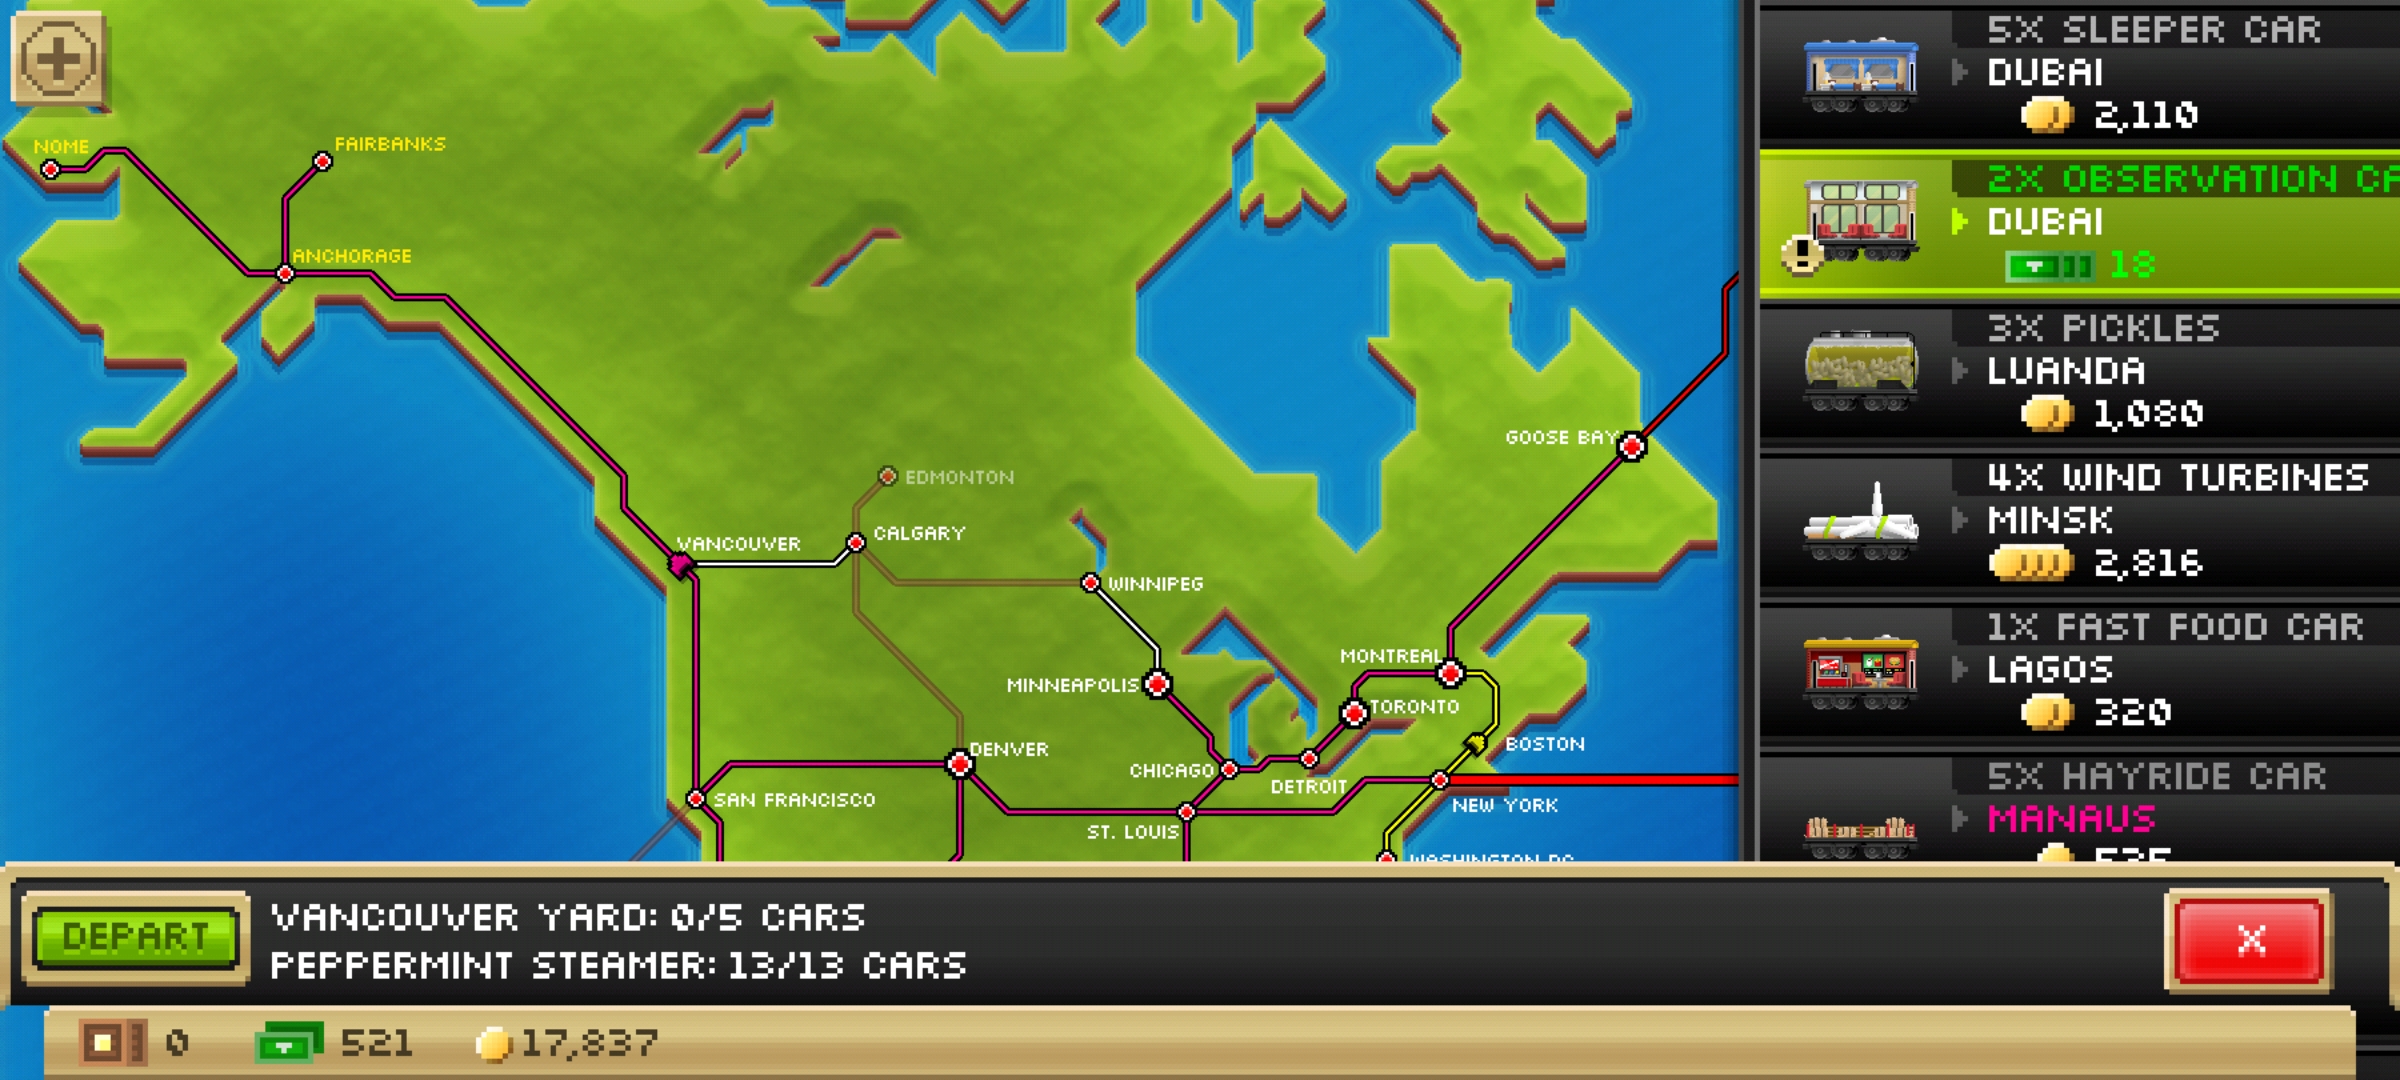 NOME
FAIRBANKS
ANCHORAGE
EDMONTON
CALGARY
VANCOUVER
WINNIPEG
GOOSE BAY
MINNEAPOLIS
MONTREAL
TORONTO
BOSTON
DENVER
CHICAGO
DETROIT
SAN FRANCISCO
NEW YORK
ST. LOUIS
WASHINGTON DC
5X SLEEPER CAR
DUBAI
2,110
2X OBSERVATION CA
DUBAI
18
3X PICKLES
LUANDA
1,080
4X WIND TURBINES
MINSK
2,816
1X FAST FOOD CAR
LAGOS
320
5X HAYRIDE CAR
MANAUS
DEPART
VANCOUVER YARD: 0/5 CARS
PEPPERMINT STEAMER: 13/13 CARS
X
0
521
17,837